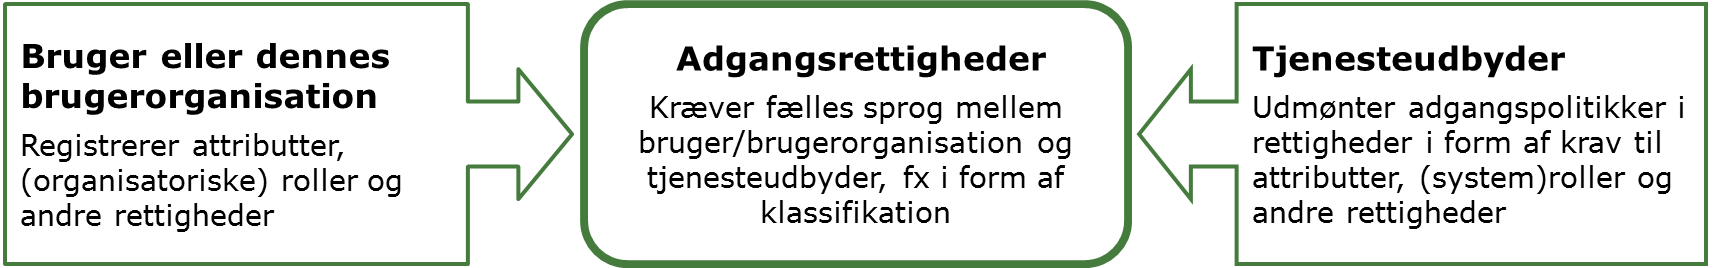 Bruger eller dennes
brugerorganisation
Registrerer attributter,
(organisatoriske) roller og
andre rettigheder
Adgangsrettigheder
Kræver fælles sprog mellem
bruger/brugerorganisation og
tjenesteudbyder, fx i form af
klassifikation
Tjenesteudbyder
Udmønter adgangspolitikker i
rettigheder i form af krav til
attributter, (system)roller og
andre rettigheder